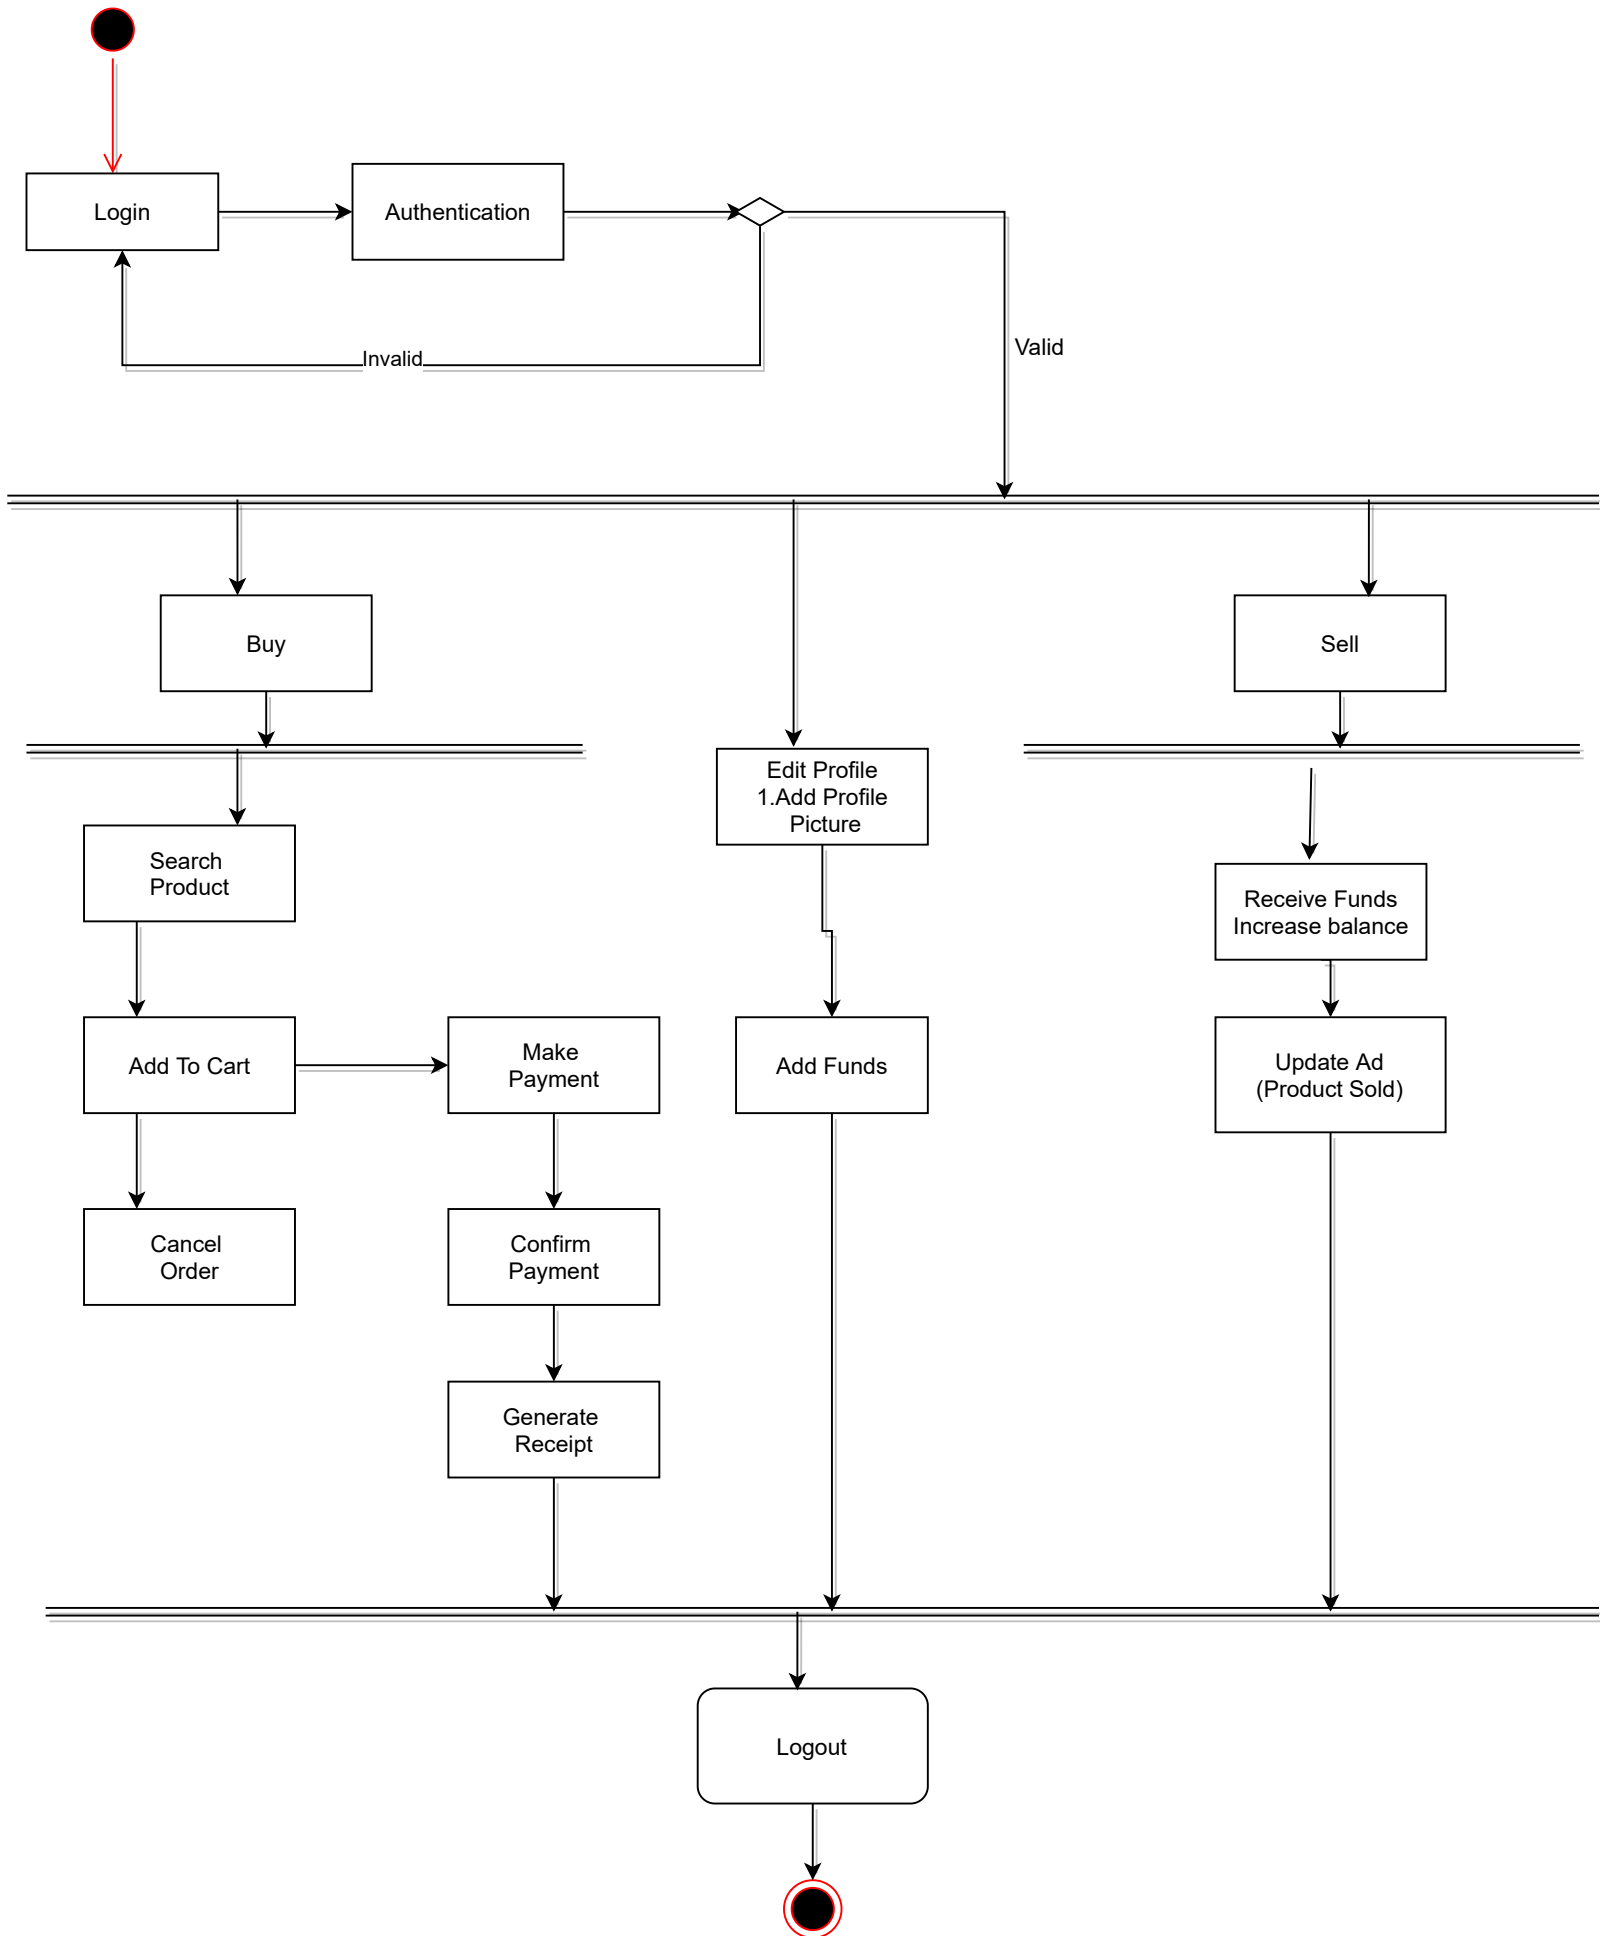 Login
Authentication
Invalid
Valid
Buy
Sell
Edit Profile
1.Add Profile
Picture
Search
Product
Receive Funds
Increase balance
Add To Cart
Make
Payment
Add Funds
Update Ad
(Product Sold)
Cancel
Order
Confirm
Payment
Generate
Receipt
Logout